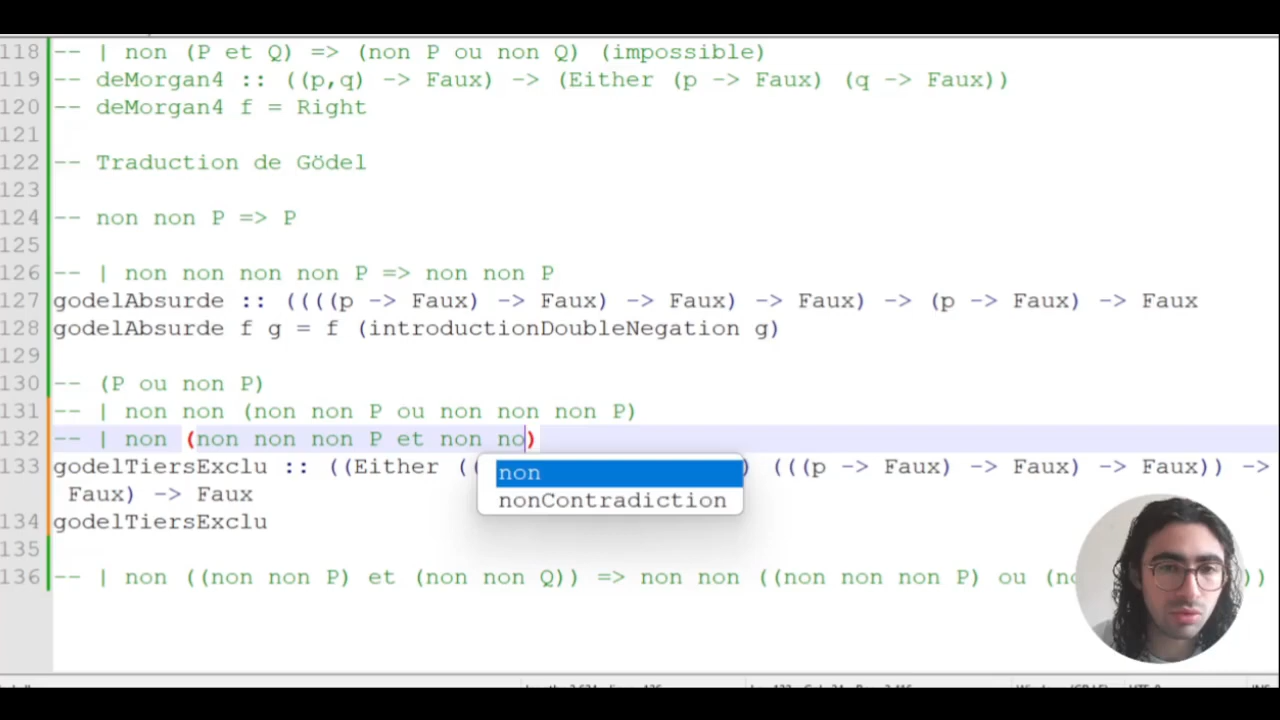 118 -- | non (P et Q) => (non P ou non Q) (impossible)
119 -- deMorgan4 :: ((p,q) -> Faux) -> (Either (p -> Faux) (q -> Faux))
120 -- deMorgan4 f = Right
121
122 -- Traduction de Gödel
123
124 -- non non P => P
125
126 -- | non non non non P => non non P
127 godelAbsurde :: ((((p -> Faux) -> Faux) -> Faux) -> Faux) -> (p -> Faux) -> Faux
128 godelAbsurde f g = f (introductionDoubleNegation g)
129
130 -- (P ou non P)
131 -- | non non (non non P ou non non non P)
132 -- | non (non non non P et non no)
133 godelTiersExclu :: ((Either (( ) (((p -> Faux) -> Faux) -> Faux)) ->
Faux) -> Faux
non
nonContradiction
134 godelTiersExclu
135
136 -- | non ((non non P) et (non non Q)) => non non ((non non non P) ou (no ))